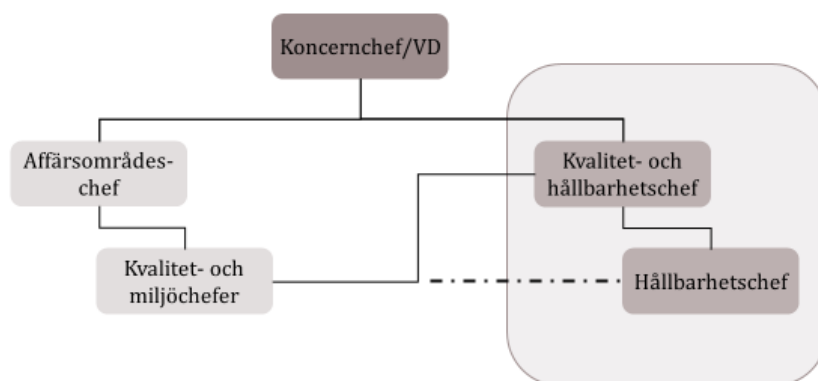 Koncernchef/VD
Affärsområdes-
chef
Kvalitet- och
hållbarhetschef
Kvalitet- och
miljöchefer
Hållbarhetschef